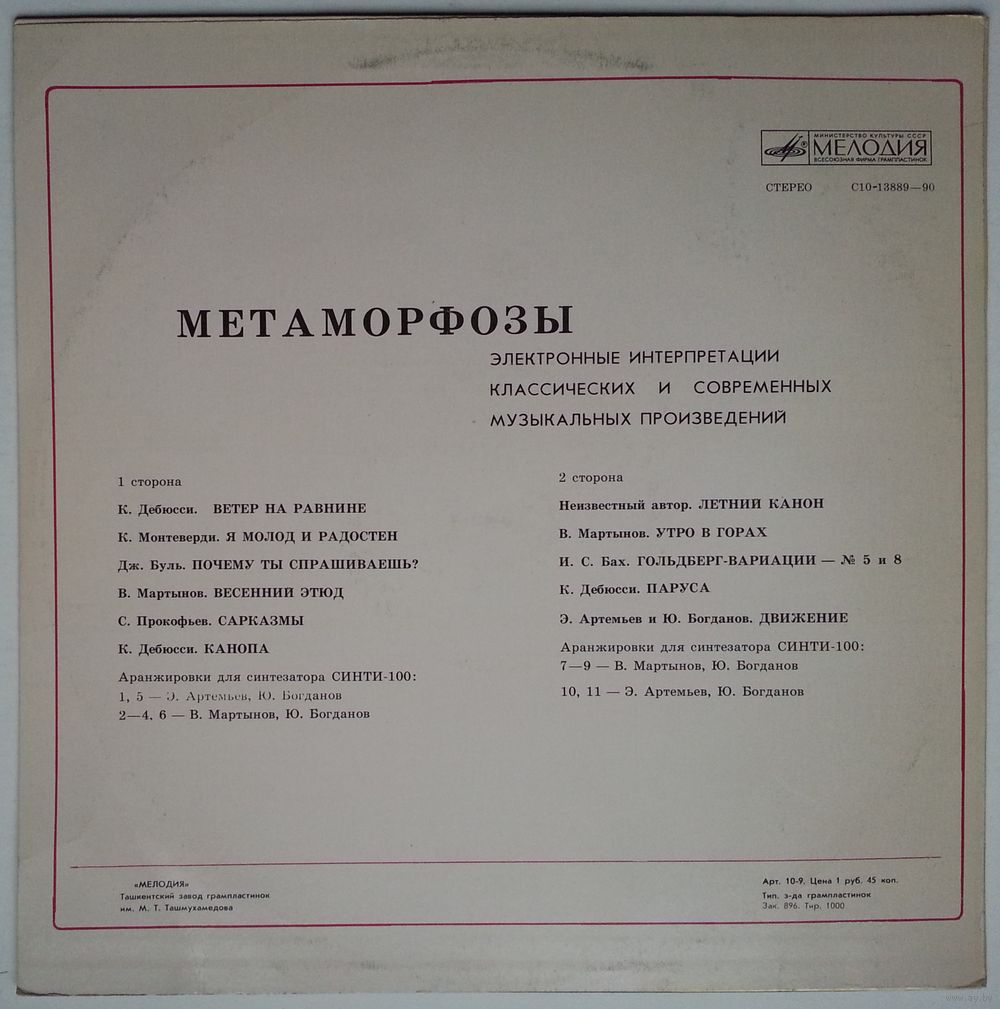 МИНИСТЕРСТВО КУЛЬТУРЫ СССР
МЕЛОДИЯ
ВСЕСОЮЗНАЯ ФИРМА ГРАМПЛАСТИНОК
СТЕРЕО С10-13889—90
МЕТАМОРФОЗЫ
ЭЛЕКТРОННЫЕ ИНТЕРПРЕТАЦИИ
КЛАССИЧЕСКИХ И СОВРЕМЕННЫХ
МУЗЫКАЛЬНЫХ ПРОИЗВЕДЕНИЙ
1 сторона
К. Дебюсси. ВЕТЕР НА РАВНИНЕ
К. Монтеверди. Я МОЛОД И РАДОСТЕН
Дж. Буль. ПОЧЕМУ ТЫ СПРАШИВАЕШЬ?
В. Мартынов. ВЕСЕННИЙ ЭТЮД
С. Прокофьев. САРКАЗМЫ
К. Дебюсси. КАНОПА
Аранжировки для синтезатора СИНТИ-100:
1, 5 — Э. Артемьев, Ю. Богданов
2—4, 6 — В. Мартынов, Ю. Богданов
2 сторона
Неизвестный автор. ЛЕТНИЙ КАНОН
В. Мартынов. УТРО В ГОРАХ
И. С. Бах. ГОЛЬДБЕРГ-ВАРИАЦИИ — № 5 и 8
К. Дебюсси. ПАРУСА
Э. Артемьев и Ю. Богданов. ДВИЖЕНИЕ
Аранжировки для синтезатора СИНТИ-100:
7—9 — В. Мартынов, Ю. Богданов
10, 11 — Э. Артемьев, Ю. Богданов
«МЕЛОДИЯ»
Ташкентский завод грампластинок
им. М. Т. Ташмухамедова
Арт. 10-9. Цена 1 руб. 45 коп.
Тип. з-да грампластинок
Зак. 896. Тир. 1000
www.ay.by